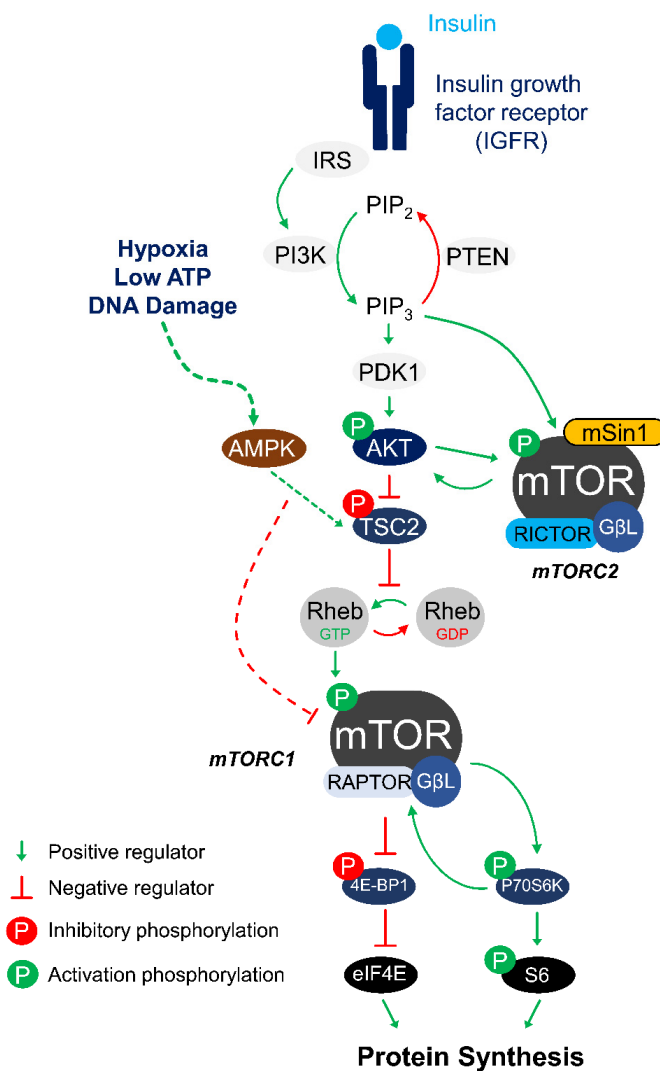 Insulin
Insulin growth
factor receptor
(IGFR)
IRS
PIP₂
PI3K
PTEN
Hypoxia
Low ATP
DNA Damage
PIP₃
PDK1
P
AKT
AMPK
P
mSin1
mTOR
RICTOR
GβL
mTORC2
P
TSC2
Rheb
GTP
Rheb
GDP
P
mTOR
mTORC1
RAPTOR
GβL
Positive regulator
Negative regulator
P Inhibitory phosphorylation
P Activation phosphorylation
P
4E-BP1
P
P70S6K
eIF4E
P
S6
Protein Synthesis